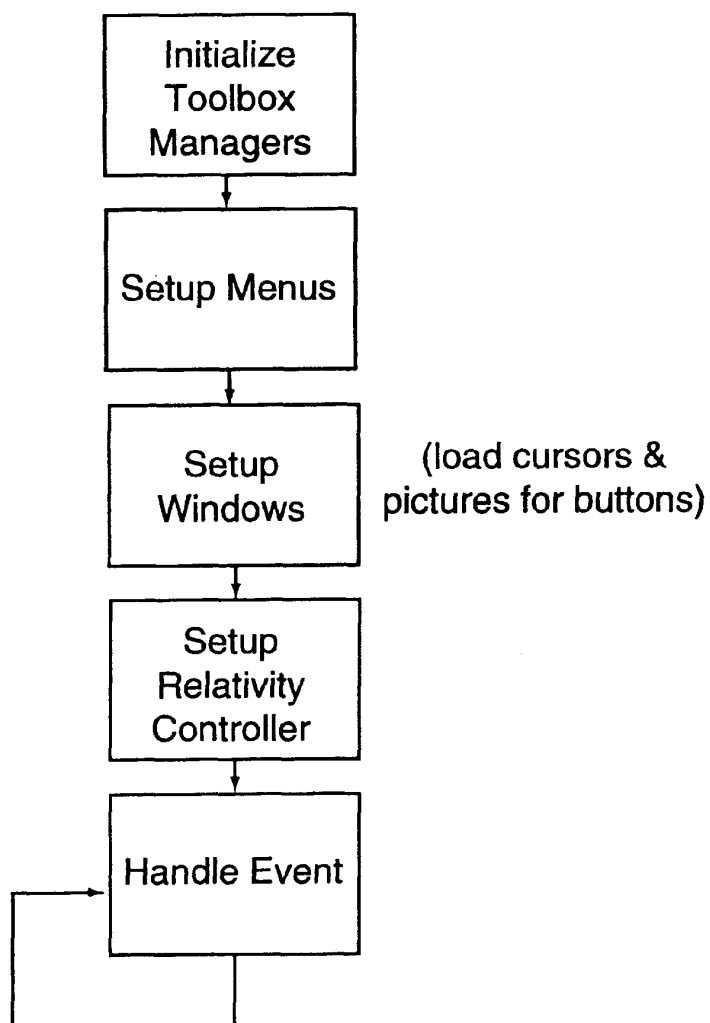 Initialize
Toolbox
Managers
Setup Menus
Setup
Windows
(load cursors &
pictures for buttons)
Setup
Relativity
Controller
Handle Event